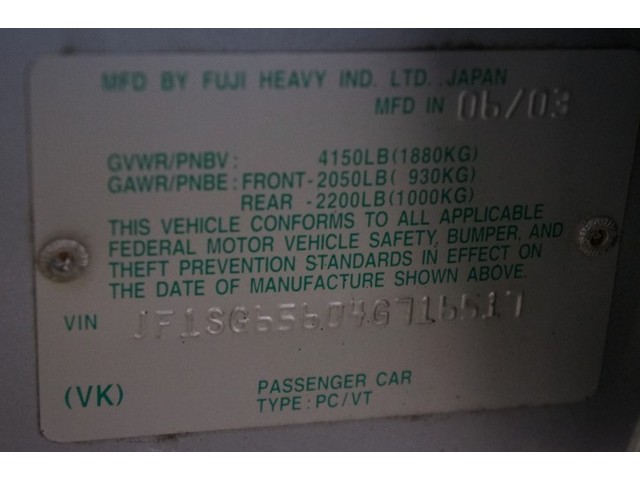 MFD BY FUJI HEAVY IND. LTD., JAPAN
MFD IN 06/03
GVWR/PNBV: 4150LB(1880KG)
GAWR/PNBE: FRONT-2050LB( 930KG)
REAR -2200LB(1000KG)
THIS VEHICLE CONFORMS TO ALL APPLICABLE
FEDERAL MOTOR VEHICLE SAFETY, BUMPER, AND
THEFT PREVENTION STANDARDS IN EFFECT ON
THE DATE OF MANUFACTURE SHOWN ABOVE.
VIN JF1SG65604G716517
(VK) PASSENGER CAR
TYPE: PC/VT